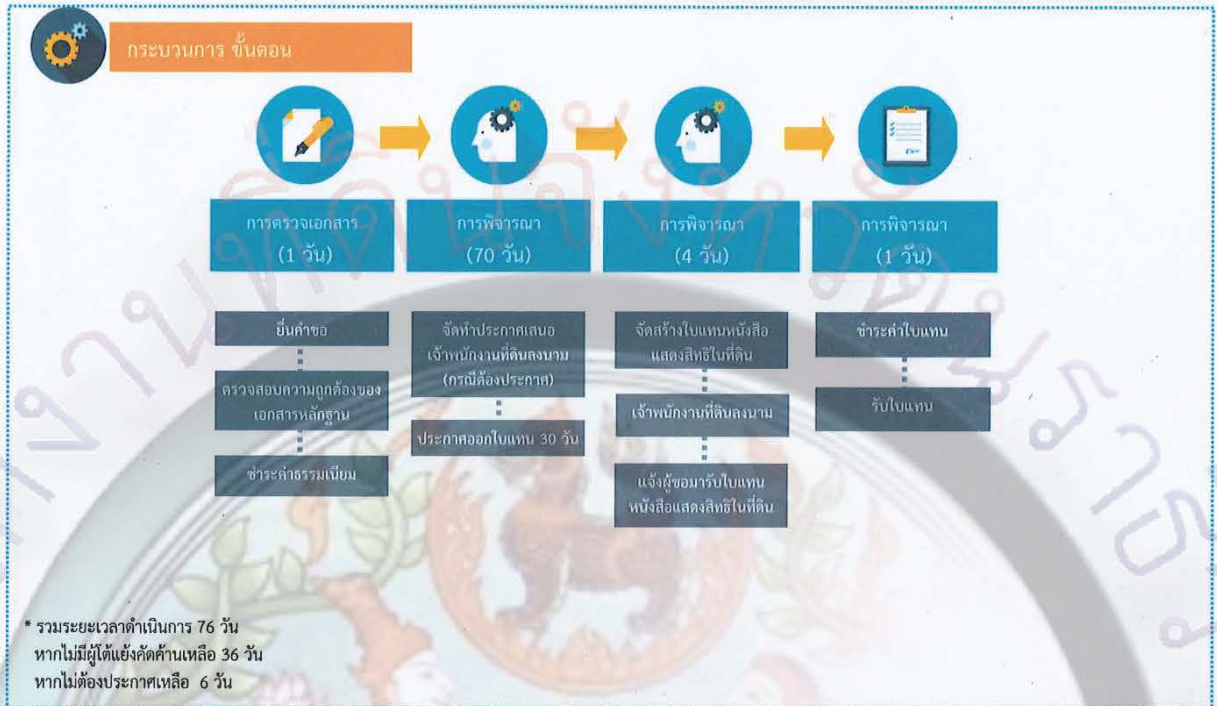 กระบวนการ ขั้นตอน
การตรวจเอกสาร
(1 วัน)
การพิจารณา
(70 วัน)
การพิจารณา
(4 วัน)
การพิจารณา
(1 วัน)
ยื่นคำขอ
ตรวจสอบความถูกต้องของ
เอกสารหลักฐาน
ชำระค่าธรรมเนียม
จัดทำประกาศเสนอ
เจ้าพนักงานที่ดินลงนาม
(กรณีต้องประกาศ)
ประกาศออกใบแทน 30 วัน
จัดสร้างใบแทนหนังสือ
แสดงสิทธิในที่ดิน
เจ้าพนักงานที่ดินลงนาม
แจ้งผู้ขอมารับใบแทน
หนังสือแสดงสิทธิในที่ดิน
ชำระค่าใบแทน
รับใบแทน
* รวมระยะเวลาดำเนินการ 76 วัน
หากไม่มีผู้โต้แย้งคัดค้านเหลือ 36 วัน
หากไม่ต้องประกาศเหลือ 6 วัน